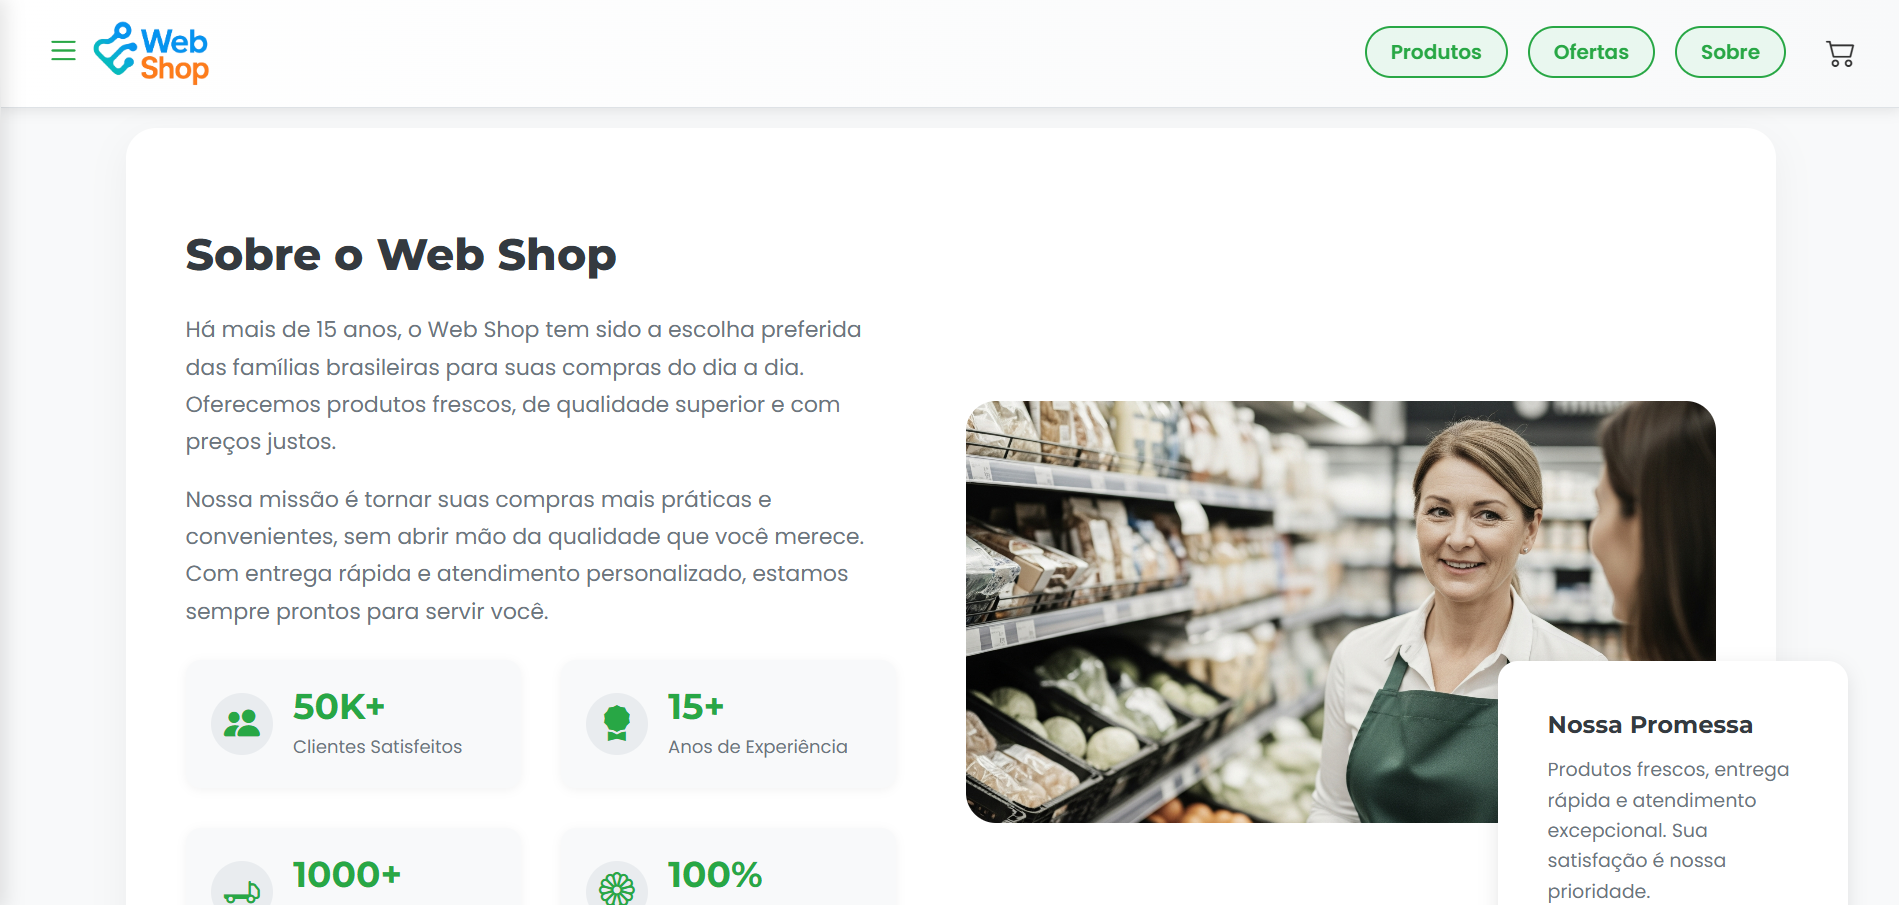 Web
Shop
Produtos
Ofertas
Sobre
Sobre o Web Shop
Há mais de 15 anos, o Web Shop tem sido a escolha preferida
das famílias brasileiras para suas compras do dia a dia.
Oferecemos produtos frescos, de qualidade superior e com
preços justos.
Nossa missão é tornar suas compras mais práticas e
convenientes, sem abrir mão da qualidade que você merece.
Com entrega rápida e atendimento personalizado, estamos
sempre prontos para servir você.
50K+
Clientes Satisfeitos
15+
Anos de Experiência
1000+
100%
Nossa Promessa
Produtos frescos, entrega
rápida e atendimento
excepcional. Sua
satisfação é nossa
prioridade.